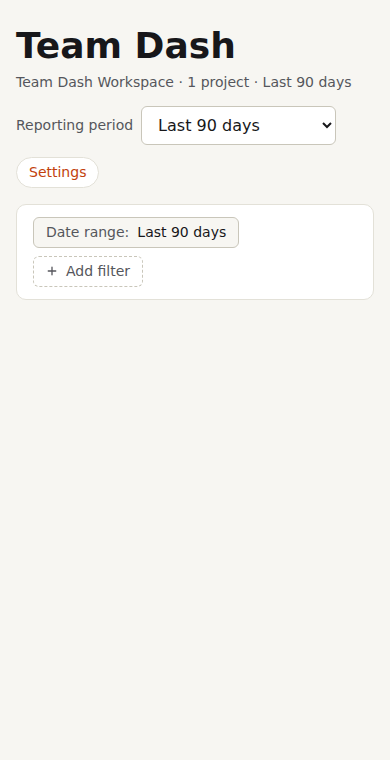 Team Dash
Team Dash Workspace · 1 project · Last 90 days
Reporting period Last 90 days
Settings
Date range: Last 90 days
+ Add filter